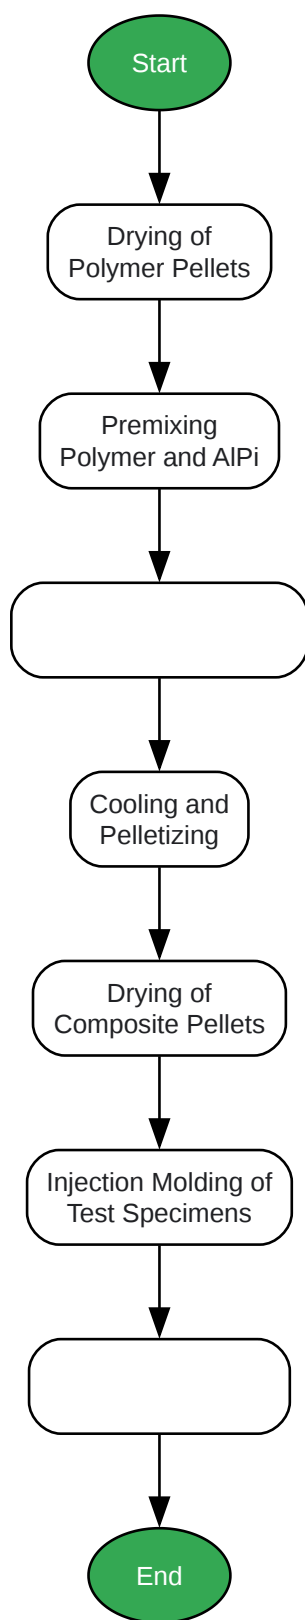 Start
Drying of
Polymer Pellets
Premixing
Polymer and AlPi
Cooling and
Pelletizing
Drying of
Composite Pellets
Injection Molding of
Test Specimens
End